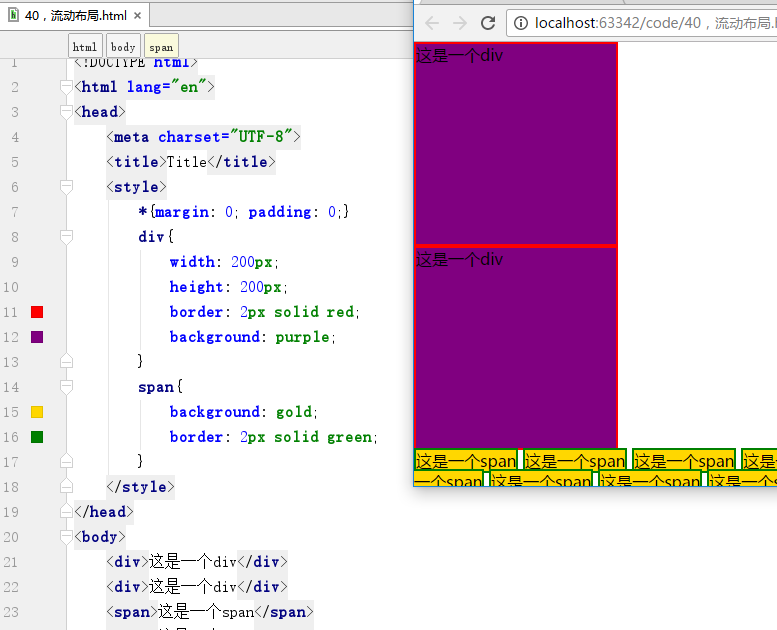 40，流动布局.html ×
html body span
localhost:63342/code/40，流动布局.h
1 <!DOCTYPE html>
2 <html lang="en">
3 <head>
4 <meta charset="UTF-8">
5 <title>Title</title>
6 <style>
7 *{margin: 0; padding: 0;}
8 div{
9 width: 200px;
10 height: 200px;
11 border: 2px solid red;
12 background: purple;
13 }
14 span{
15 background: gold;
16 border: 2px solid green;
17 }
18 </style>
19 </head>
20 <body>
21 <div>这是一个div</div>
22 <div>这是一个div</div>
23 <span>这是一个span</span>
这是一个div
这是一个div
这是一个span 这是一个span 这是一个span 这是一
一个span 这是一个span 这是一个span 这是一个